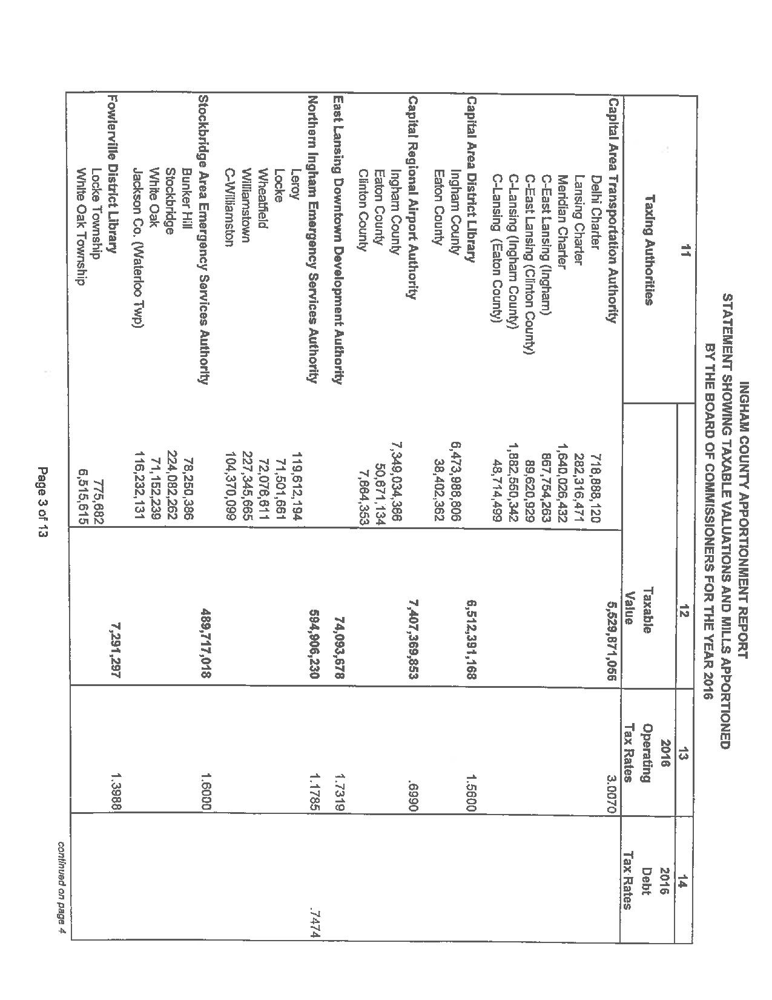 INGHAM COUNTY APPORTIONMENT REPORT
STATEMENT SHOWING TAXABLE VALUATIONS AND MILLS APPORTIONED
BY THE BOARD OF COMMISSIONERS FOR THE YEAR 2016
11 12 13 14
Taxing Authorities Taxable Value 2016 Operating Tax Rates 2016 Debt Tax Rates
Capital Area Transportation Authority 5,529,871,056 3.0070
Delhi Charter 718,888,120
Lansing Charter 282,316,471
Meridian Charter 1,640,026,432
C-East Lansing (Ingham) 867,754,263
C-East Lansing (Clinton County) 89,620,929
C-Lansing (Ingham County) 1,882,550,342
C-Lansing (Eaton County) 48,714,499
Capital Area District Library 6,512,391,168 1.5600
Ingham County 6,473,988,806
Eaton County 38,402,362
Capital Regional Airport Authority 7,407,369,853 .6990
Ingham County 7,349,034,366
Eaton County 50,671,134
Clinton County 7,664,353
East Lansing Downtown Development Authority 74,093,678 1.7319
Northern Ingham Emergency Services Authority 594,906,230 1.1785 .7474
Leroy 119,612,194
Locke 71,501,661
Wheatfield 72,076,611
Williamstown 227,345,665
C-Williamston 104,370,099
Stockbridge Area Emergency Services Authority 489,717,018 1.6000
Bunker Hill 78,250,386
Stockbridge 224,082,262
White Oak 71,152,239
Jackson Co. (Waterloo Twp) 116,232,131
Fowlerville District Library 7,291,297 1.3988
Locke Township 775,682
White Oak Township 6,515,615
continued on page 4
Page 3 of 13